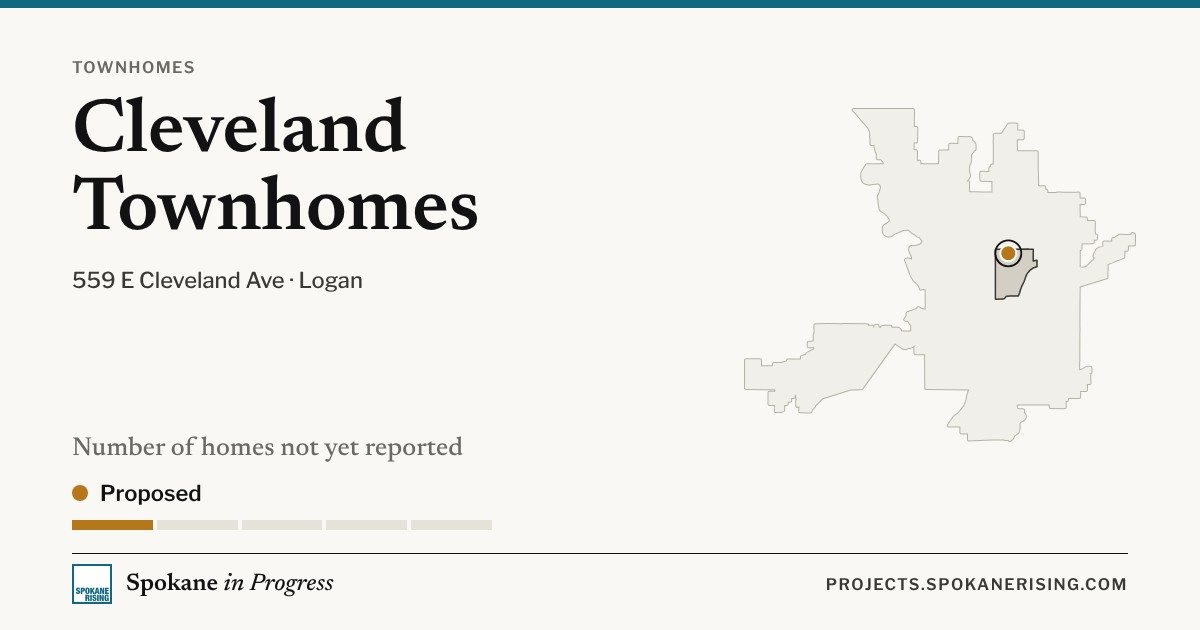 TOWNHOMES
Cleveland
Townhomes
559 E Cleveland Ave · Logan
Number of homes not yet reported
Proposed
SPOKANE
RISING
Spokane in Progress
PROJECTS.SPOKANERISING.COM